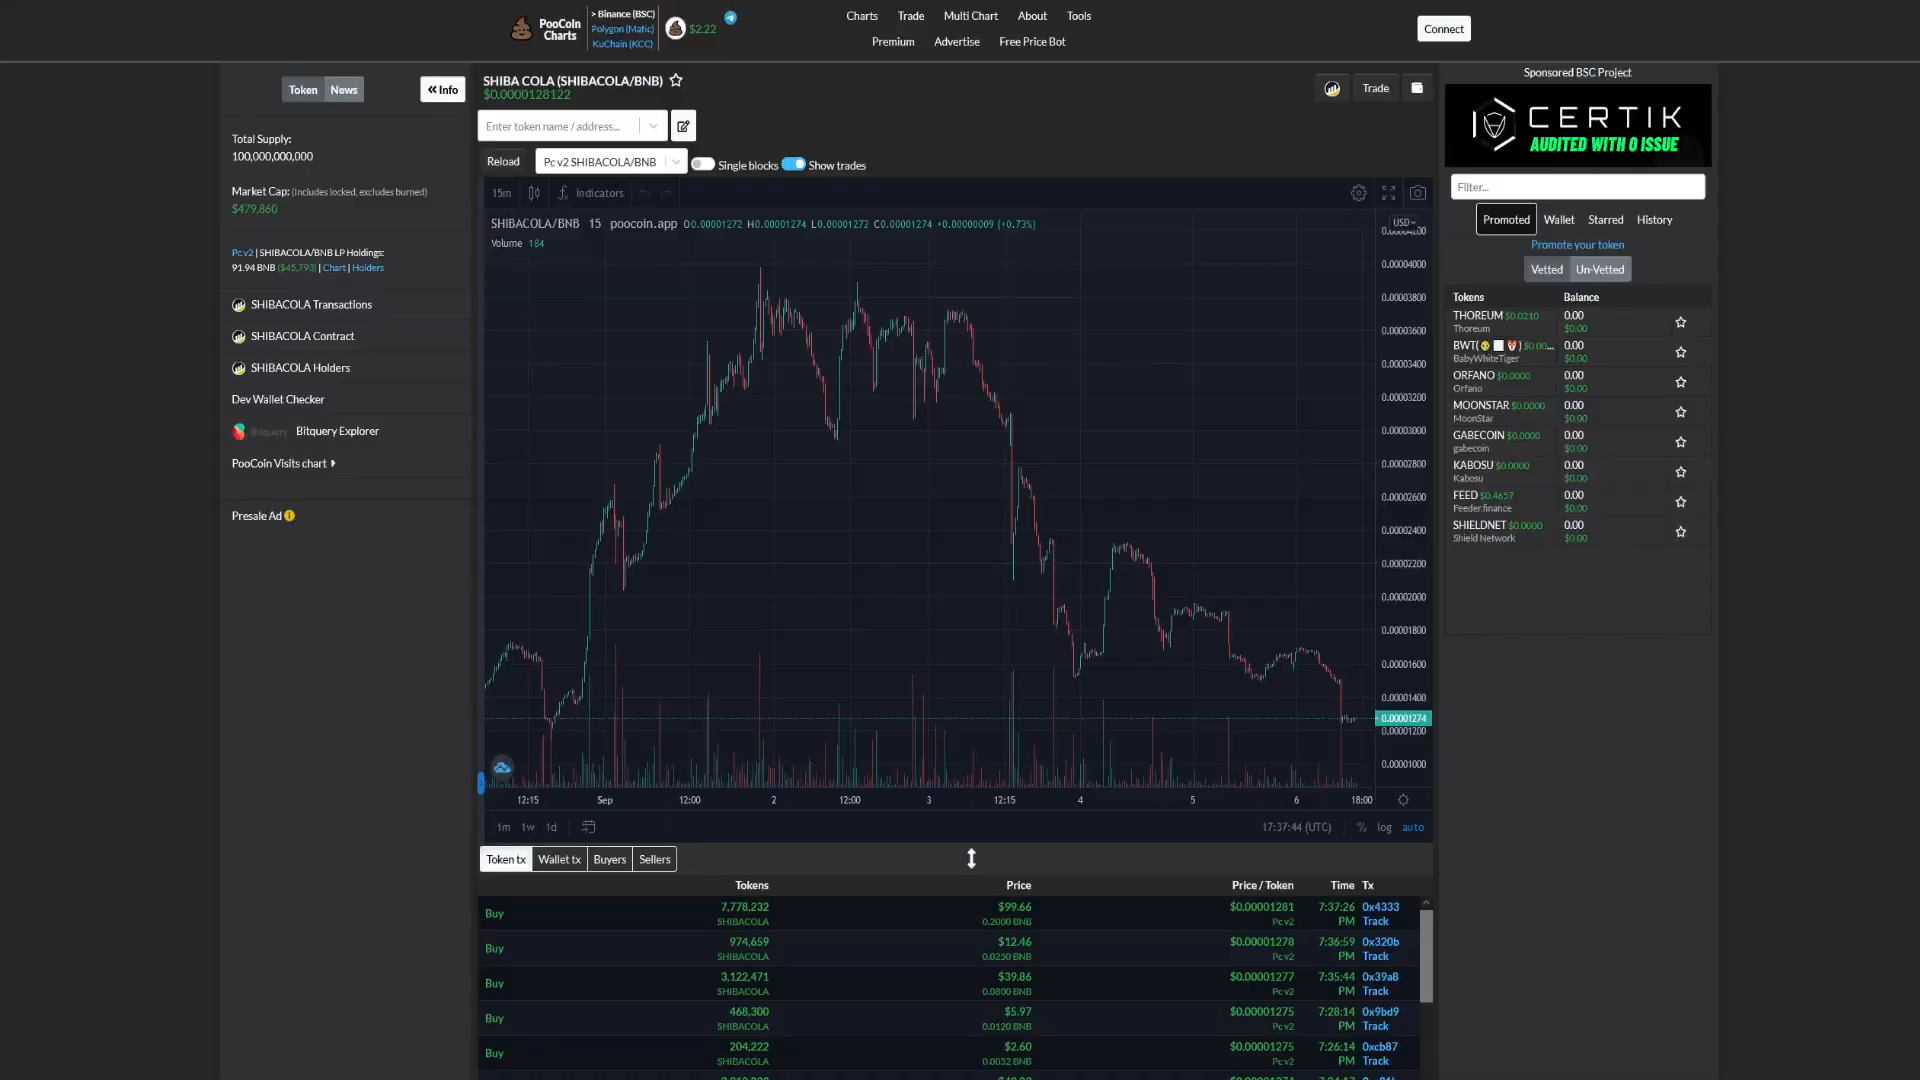 PooCoin
Charts
> Binance (BSC)
Polygon (Matic)
KuChain (KCC)
$2.22
Charts
Trade
Multi Chart
About
Tools
Premium
Advertise
Free Price Bot
Connect
Token
News
Info
Total Supply:
100,000,000,000
Market Cap: (Includes locked, excludes burned)
$479,860
Pc v2 | SHIBACOLA/BNB LP Holdings:
91.94 BNB ($45,793) | Chart | Holders
SHIBACOLA Transactions
SHIBACOLA Contract
SHIBACOLA Holders
Dev Wallet Checker
Bitquery Explorer
PooCoin Visits chart
Presale Ad
SHIBA COLA (SHIBACOLA/BNB)
$0.0000128122
Trade
Enter token name / address...
Reload
Pc v2 SHIBACOLA/BNB
Single blocks
Show trades
15m
Indicators
SHIBACOLA/BNB 15 poocoin.app O0.00001272 H0.00001274 L0.00001272 C0.00001274 +0.00000009 (+0.73%)
Volume 184
USD
0.00004000
0.00003800
0.00003600
0.00003400
0.00003200
0.00003000
0.00002800
0.00002600
0.00002400
0.00002200
0.00002000
0.00001800
0.00001600
0.00001400
0.00001274
0.00001200
0.00001000
12:15 Sep 12:00 2 12:00 3 12:15 4 5 6 18:00
1m 1w 1d
17:37:44 (UTC) % log auto
Token tx
Wallet tx
Buyers
Sellers
Tokens Price Price / Token Time Tx
Buy 7,778,232 $99.66 $0.00001281 7:37:26 0x4333
SHIBACOLA 0.2000 BNB Pc v2 PM Track
Buy 974,659 $12.46 $0.00001278 7:36:59 0x320b
SHIBACOLA 0.0250 BNB Pc v2 PM Track
Buy 3,122,471 $39.86 $0.00001277 7:35:44 0x39a8
SHIBACOLA 0.0800 BNB Pc v2 PM Track
Buy 468,300 $5.97 $0.00001275 7:28:14 0x9bd9
SHIBACOLA 0.0120 BNB Pc v2 PM Track
Buy 204,222 $2.60 $0.00001275 7:26:14 0xcb87
SHIBACOLA 0.0052 BNB Pc v2 PM Track
Sponsored BSC Project
CERTIK
AUDITED WITH 0 ISSUE
Filter...
Promoted
Wallet
Starred
History
Promote your token
Vetted
Un-Vetted
Tokens Balance
THOREUM $0.0210 0.00
Thoreum $0.00
BWT( ) $0.00... 0.00
BabyWhiteTiger $0.00
ORFANO $0.0000 0.00
Orfano $0.00
MOONSTAR $0.0000 0.00
MoonStar $0.00
GABECOIN $0.0000 0.00
gabecoin $0.00
KABOSU $0.0000 0.00
Kabosu $0.00
FEED $0.4657 0.00
Feeder.finance $0.00
SHIELDNET $0.0000 0.00
Shield Network $0.00